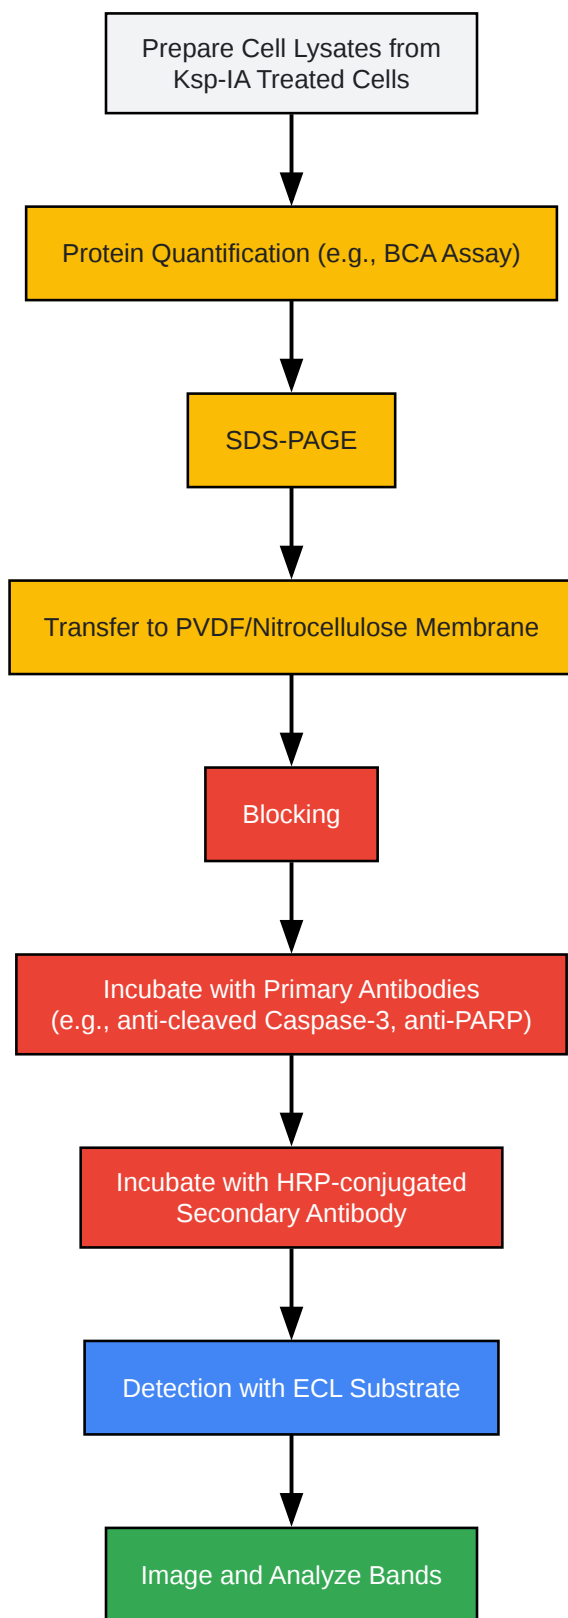 Prepare Cell Lysates from
Ksp-IA Treated Cells
Protein Quantification (e.g., BCA Assay)
SDS-PAGE
Transfer to PVDF/Nitrocellulose Membrane
Blocking
Incubate with Primary Antibodies
(e.g., anti-cleaved Caspase-3, anti-PARP)
Incubate with HRP-conjugated
Secondary Antibody
Detection with ECL Substrate
Image and Analyze Bands